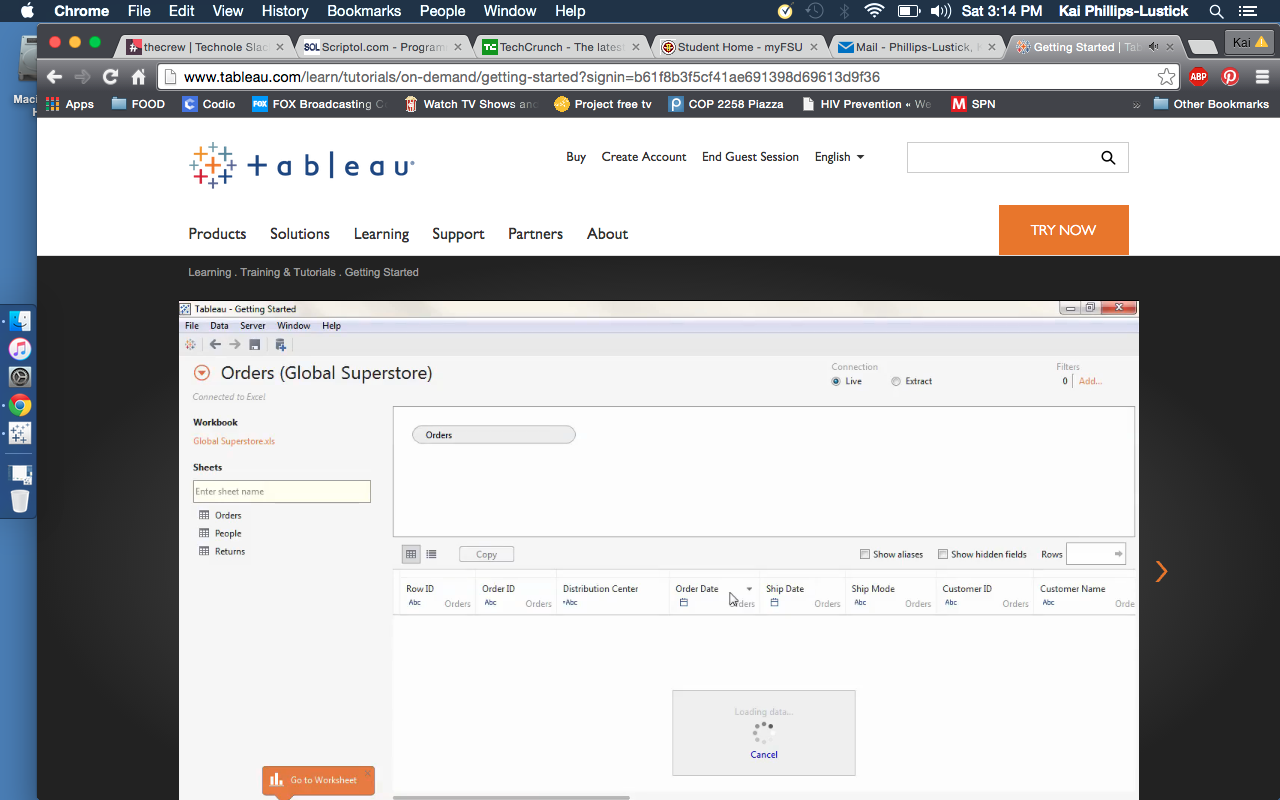 Chrome File Edit View History Bookmarks People Window Help Sat 3:14 PM Kai Phillips-Lustick
thecrew | Technole Slac SOL Scriptol.com - Program TC TechCrunch - The latest Student Home - myFSU Mail - Phillips-Lustick, Getting Started | Tab Kai
www.tableau.com/learn/tutorials/on-demand/getting-started?signin=b61f8b3f5cf41ae691398d69613d9f36 ABP
Apps FOOD Codio FOX FOX Broadcasting C Watch TV Shows and Project free tv COP 2258 Piazza HIV Prevention « We M SPN » Other Bookmarks
Maci
tableau
Buy Create Account End Guest Session English
Products Solutions Learning Support Partners About TRY NOW
Learning . Training & Tutorials . Getting Started
Tableau - Getting Started
File Data Server Window Help
Orders (Global Superstore)
Connection Filters
Live Extract 0 Add...
Connected to Excel
Workbook
Global Superstore.xls
Orders
Sheets
Enter sheet name
Orders
People
Returns
Copy Show aliases Show hidden fields Rows
Row ID Order ID Distribution Center Order Date Ship Date Ship Mode Customer ID Customer Name
Abc Orders Abc Orders Abc Orders Orders Abc Orders Abc Orders Abc Orde
Loading data...
Cancel
Go to Worksheet